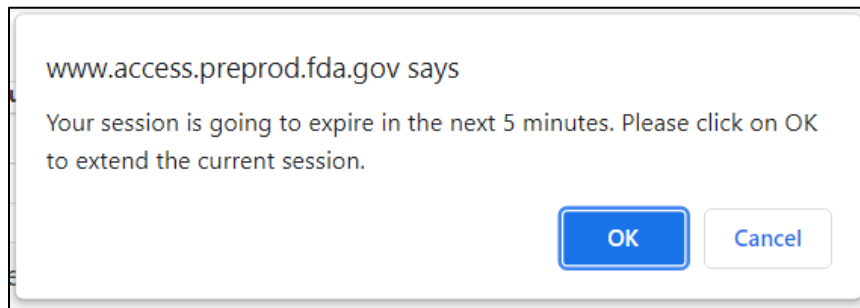 www.access.preprod.fda.gov says
Your session is going to expire in the next 5 minutes. Please click on OK
to extend the current session.
OK
Cancel